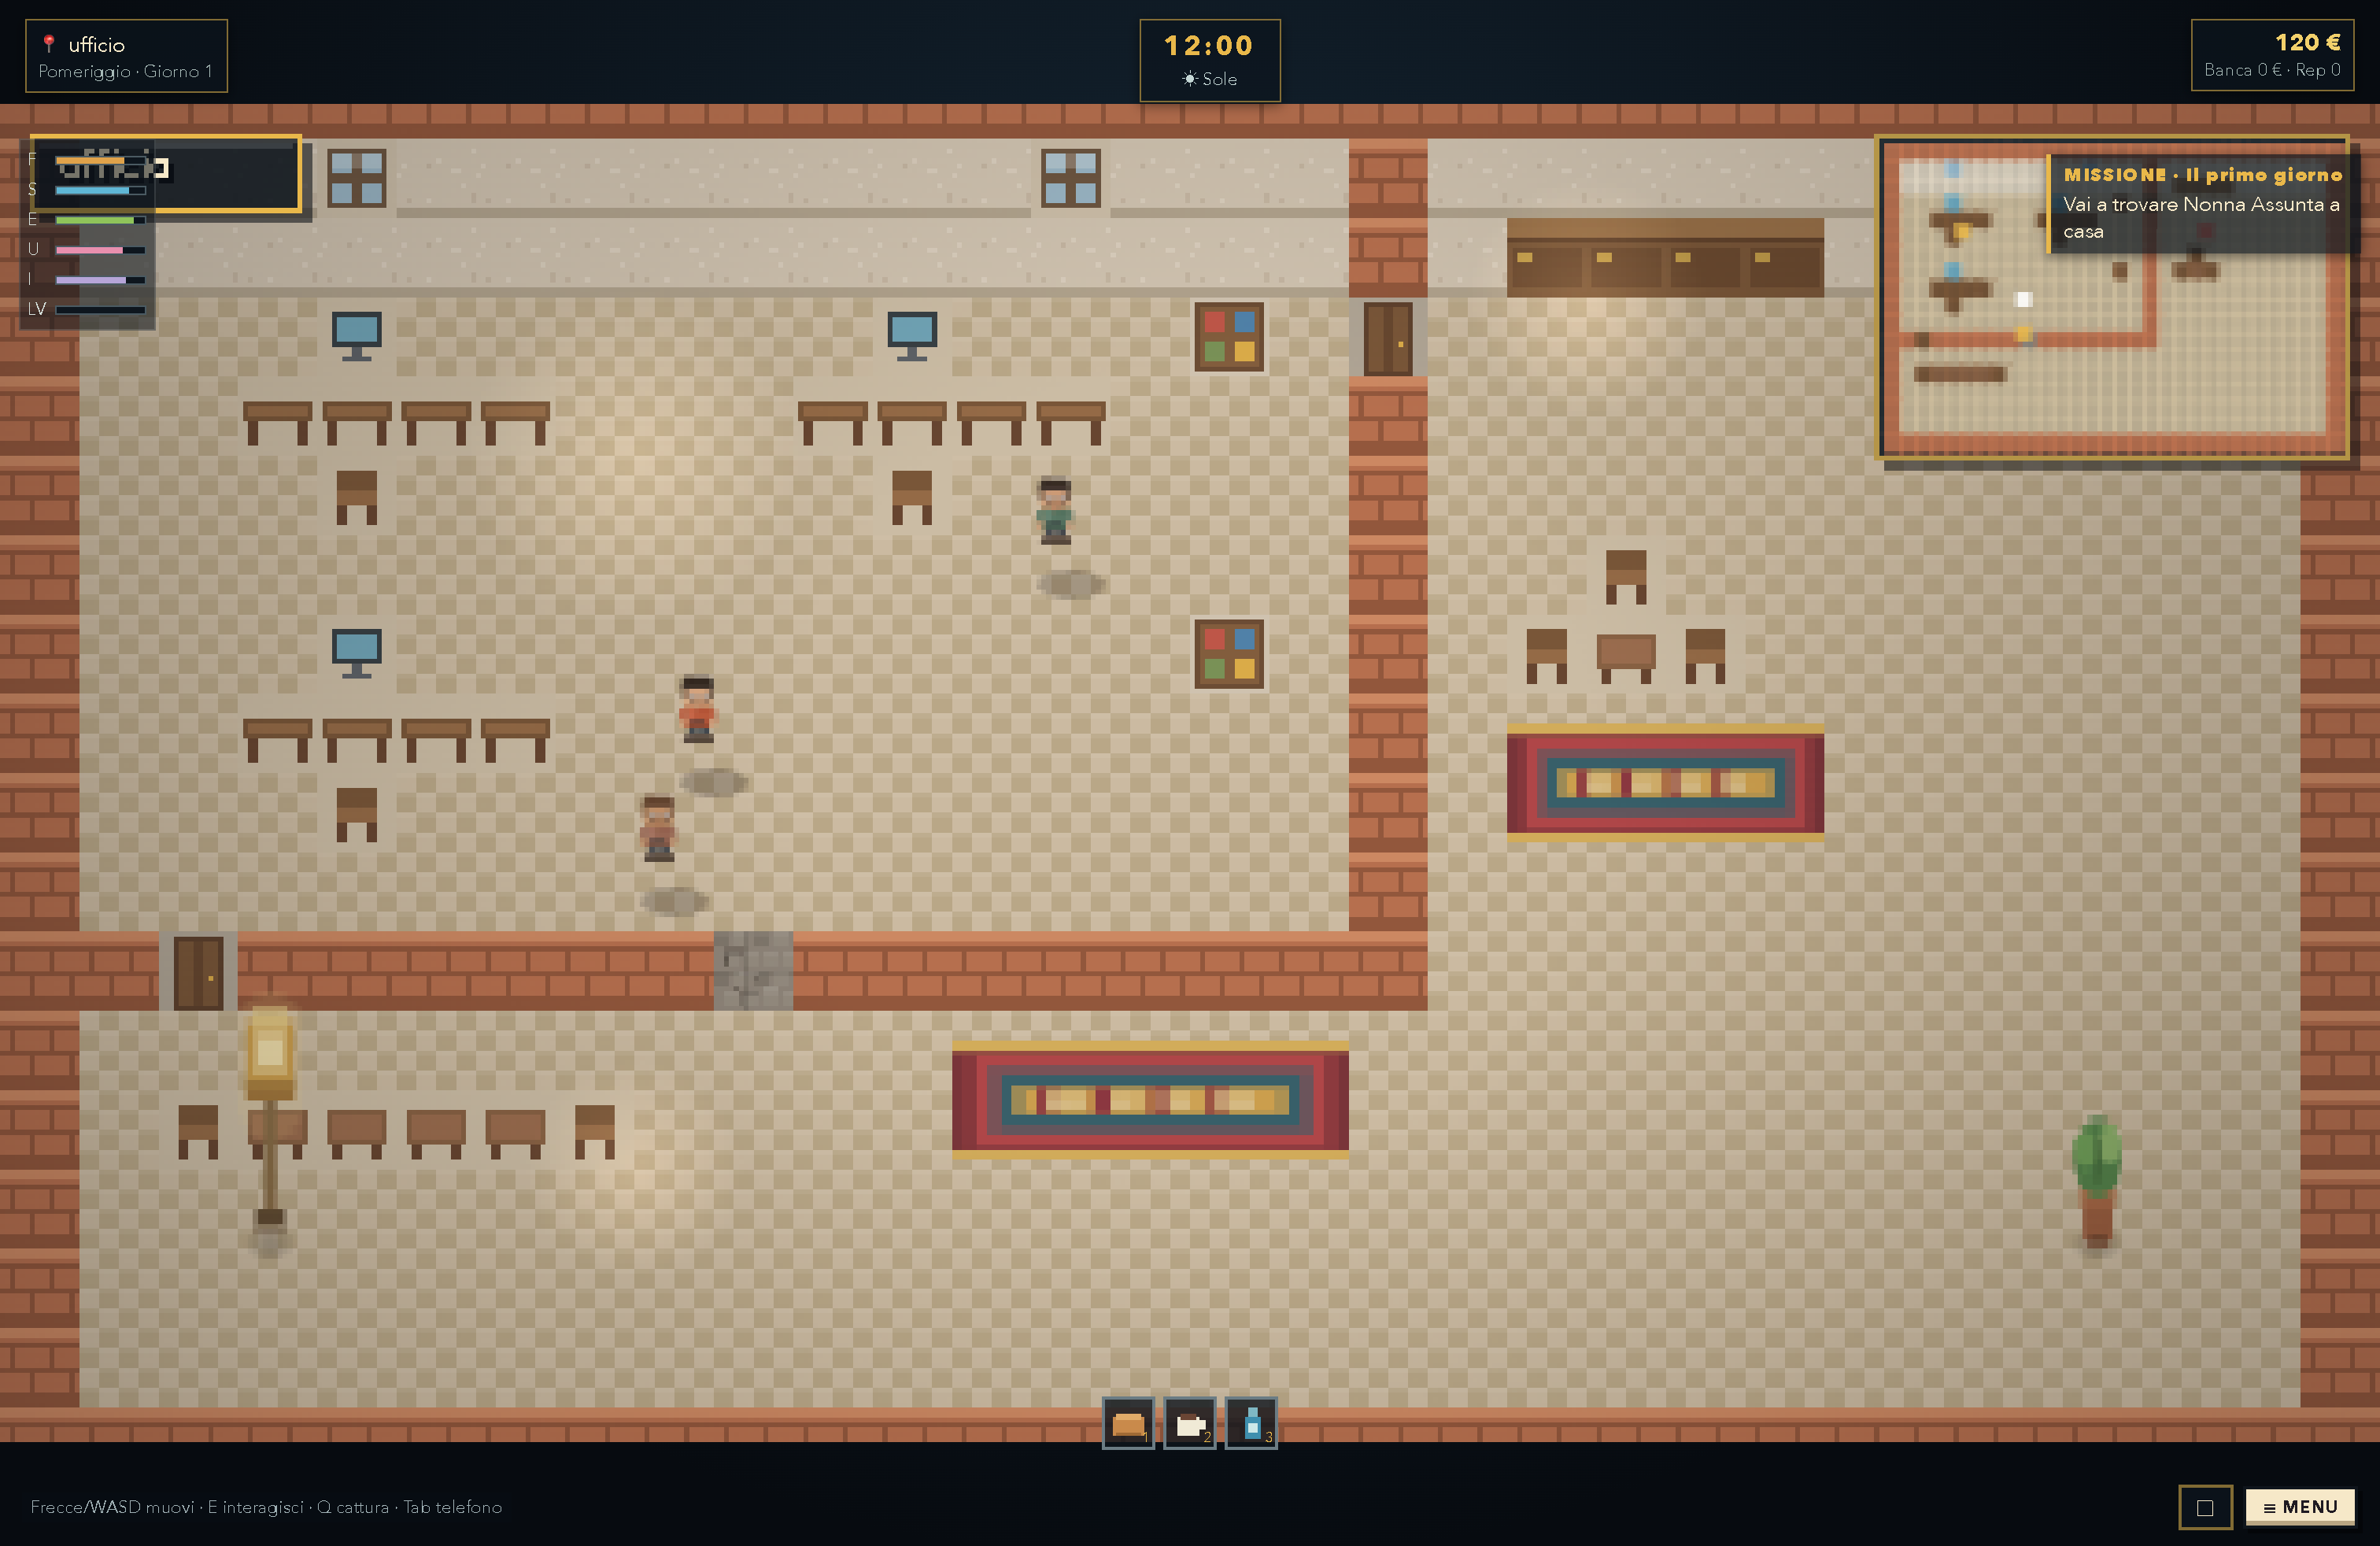 ufficio
Pomeriggio · Giorno 1
12:00
Sole
120 €
Banca 0 € · Rep 0
F
S
E
U
I
LV
MISSIONE · Il primo giorno
Vai a trovare Nonna Assunta a
casa
1
2
3
Frecce/WASD muovi · E interagisci · Q cattura · Tab telefono
≡ MENU